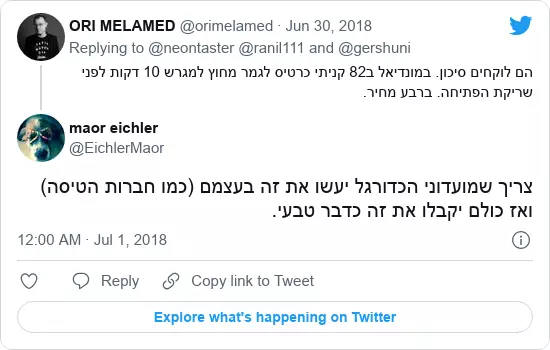 ORI MELAMED @orimelamed · Jun 30, 2018
Replying to @neontaster @ranil111 and @gershuni
הם לוקחים סיכון. במונדיאל ב82 קניתי כרטיס לגמר מחוץ למגרש 10 דקות לפני
שריקת הפתיחה. ברבע מחיר.
maor eichler
@EichlerMaor
צריך שמועדוני הכדורגל יעשו את זה בעצמם (כמו חברות הטיסה)
ואז כולם יקבלו את זה כדבר טבעי.
12:00 AM · Jul 1, 2018
Reply Copy link to Tweet
Explore what's happening on Twitter